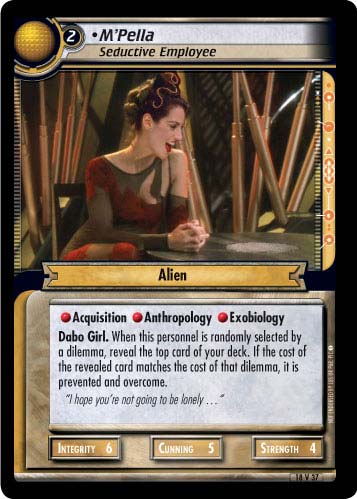 2
•M'Pella
Seductive Employee
Alien
Acquisition Anthropology Exobiology
Dabo Girl. When this personnel is randomly selected by
a dilemma, reveal the top card of your deck. If the cost of
the revealed card matches the cost of that dilemma, it is
prevented and overcome.
"I hope you're not going to be lonely ..."
Integrity 6 Cunning 5 Strength 4
18 V 37